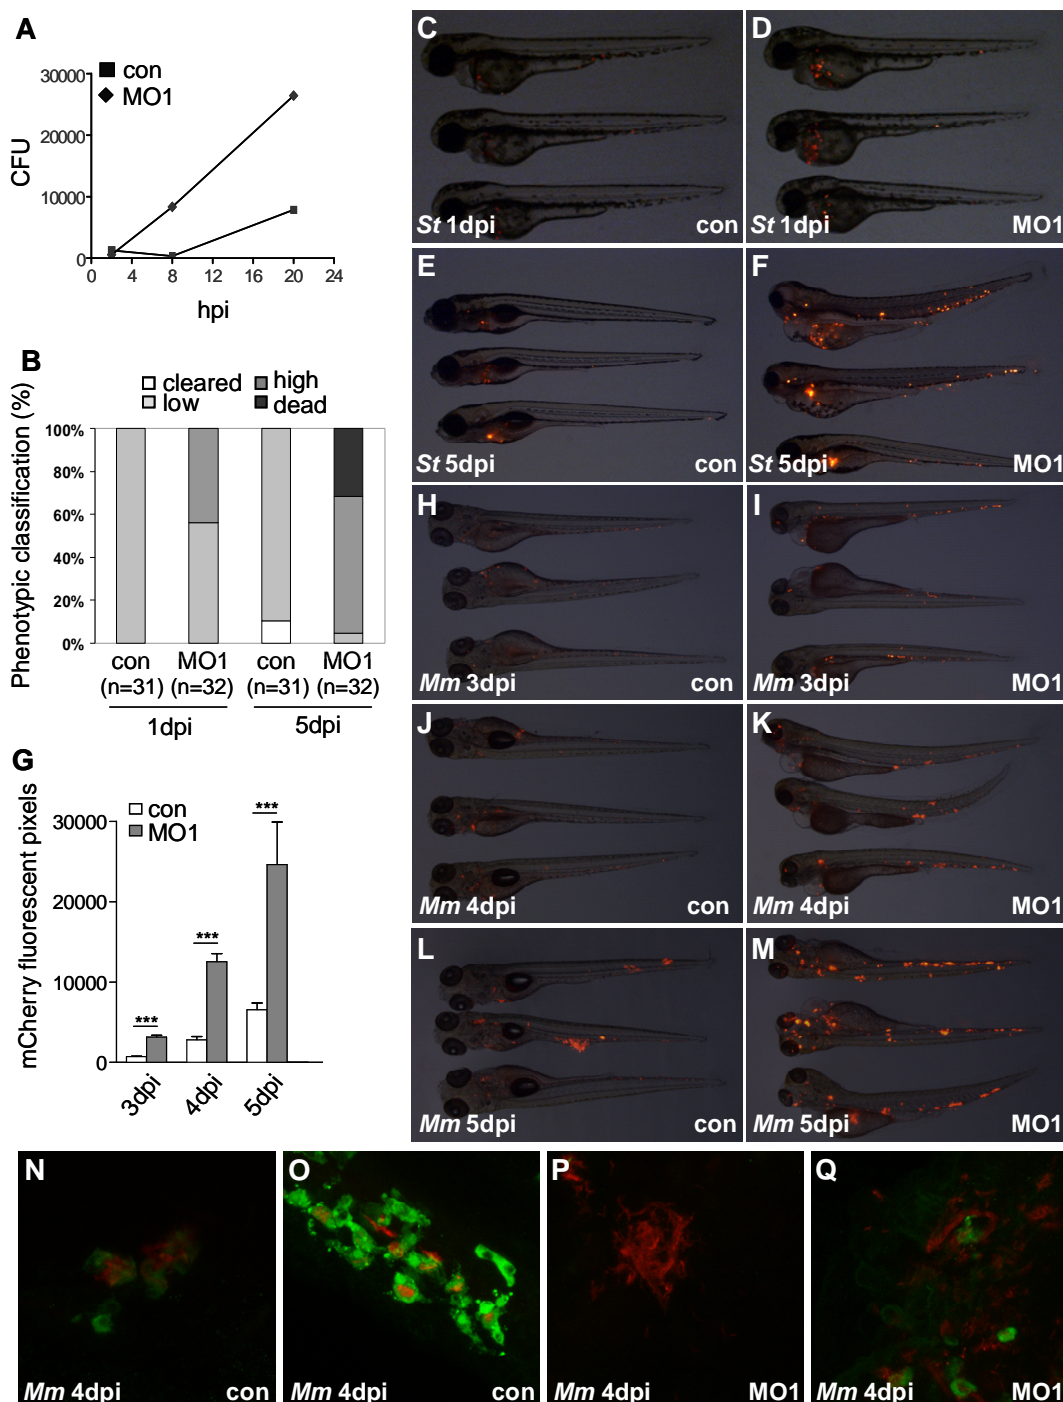 A
con
MO1
CFU
30000
20000
10000
0
0 4 8 12 16 20 24
hpi
B
cleared
low
high
dead
Phenotypic classification (%)
100%
80%
60%
40%
20%
0%
con MO1 con MO1
(n=31) (n=32) (n=31) (n=32)
1dpi 5dpi
G
con
MO1
mCherry fluorescent pixels
30000
20000
10000
0
***
***
***
3dpi
4dpi
5dpi
C
St 1dpi con
D
St 1dpi MO1
E
St 5dpi con
F
St 5dpi MO1
H
Mm 3dpi con
I
Mm 3dpi MO1
J
Mm 4dpi con
K
Mm 4dpi MO1
L
Mm 5dpi con
M
Mm 5dpi MO1
N
Mm 4dpi con
O
Mm 4dpi con
P
Mm 4dpi MO1
Q
Mm 4dpi MO1